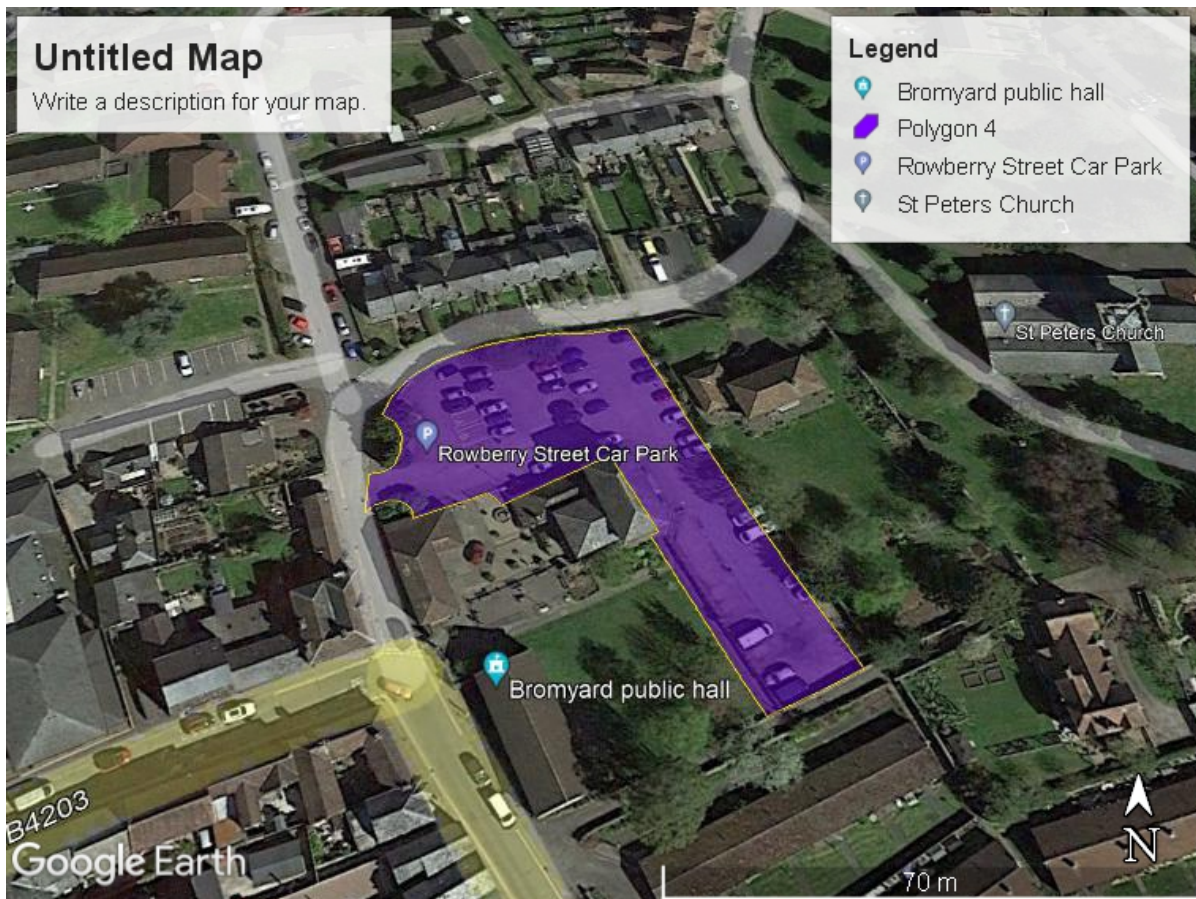 Untitled Map
Write a description for your map.
Legend
Bromyard public hall
Polygon 4
P Rowberry Street Car Park
St Peters Church
St Peters Church
P
Rowberry Street Car Park
Bromyard public hall
B4203
Google Earth
70 m
N